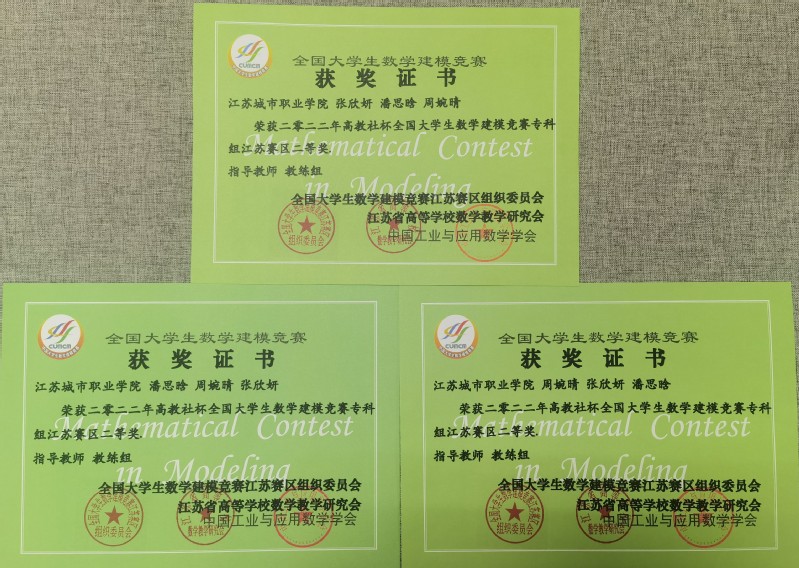 CUMCM
全国大学生数学建模竞赛
获奖证书
江苏城市职业学院 张欣妍 潘思晗 周婉晴
荣获二零二二年高教社杯全国大学生数学建模竞赛专科
组江苏赛区二等奖.
Mathematical Contest
指导教师 教练组
in Modeling
全国大学生数学建模竞赛江苏赛区组织委员会
江苏省高等学校数学教学研究会
中国工业与应用数学学会
组织委员会
CUMCM
全国大学生数学建模竞赛
获奖证书
江苏城市职业学院 潘思晗 周婉晴 张欣妍
荣获二零二二年高教社杯全国大学生数学建模竞赛专科
组江苏赛区二等奖.
Mathematical Contest
指导教师 教练组
in Modeling
全国大学生数学建模竞赛江苏赛区组织委员会
江苏省高等学校数学教学研究会
中国工业与应用数学学会
组织委员会
CUMCM
全国大学生数学建模竞赛
获奖证书
江苏城市职业学院 周婉晴 张欣妍 潘思晗
荣获二零二二年高教社杯全国大学生数学建模竞赛专科
组江苏赛区二等奖.
Mathematical Contest
指导教师 教练组
in Modeling
全国大学生数学建模竞赛江苏赛区组织委员会
江苏省高等学校数学教学研究会
中国工业与应用数学学会
组织委员会